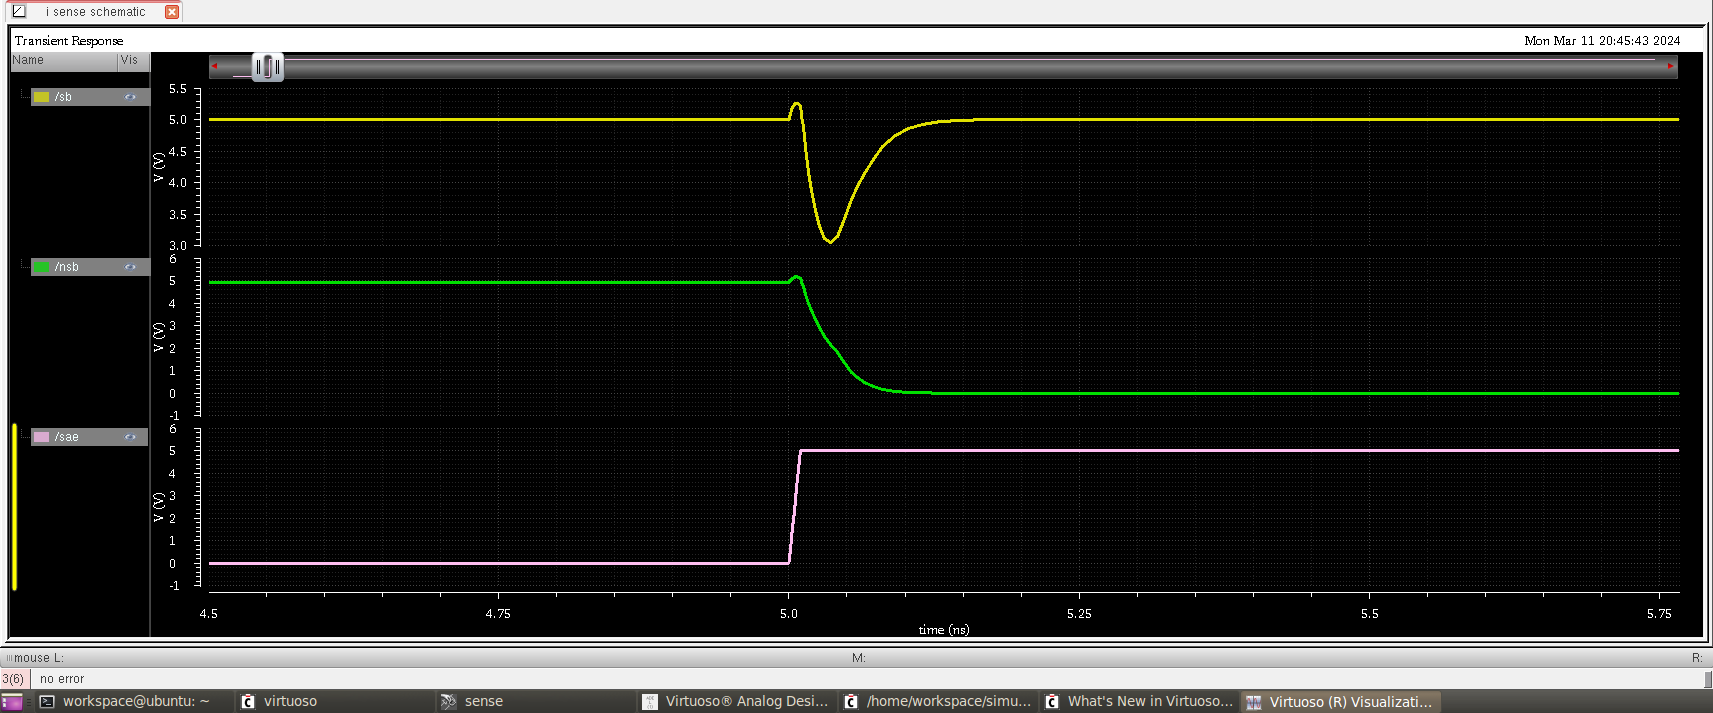 i sense schematic
Transient Response
Mon Mar 11 20:45:43 2024
Name Vis
/sb
5.5
5.0
4.5
4.0
3.5
3.0
V (V)
/nsb
6
5
4
3
2
1
0
-1
V (V)
/sae
6
5
4
3
2
1
0
-1
V (V)
4.5 4.75 5.0 5.25 5.5 5.75
time (ns)
mouse L: M: R:
3(6) no error
workspace@ubuntu: ~ virtuoso sense Virtuoso® Analog Desi... /home/workspace/simu... What's New in Virtuoso... Virtuoso (R) Visualizati...